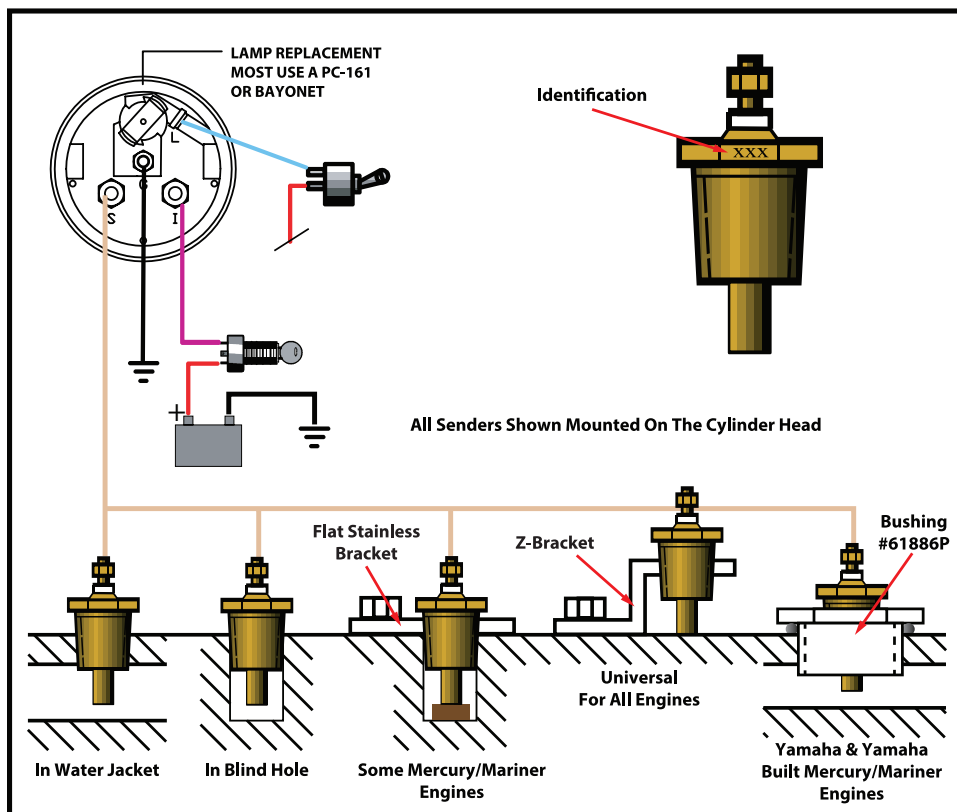 LAMP REPLACEMENT
MOST USE A PC-161
OR BAYONET
Identification
XXX
L
G
S
I
+
All Senders Shown Mounted On The Cylinder Head
Flat Stainless
Bracket
Z-Bracket
Bushing
#61886P
Universal
For All Engines
In Water Jacket
In Blind Hole
Some Mercury/Mariner
Engines
Yamaha & Yamaha
Built Mercury/Mariner
Engines